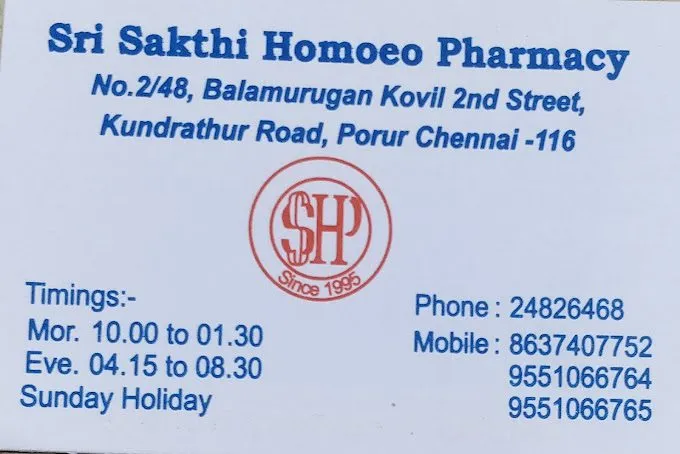 Sri Sakthi Homoeo Pharmacy
No.2/48, Balamurugan Kovil 2nd Street,
Kundrathur Road, Porur Chennai -116
SSHP
Since 1995
Timings:-
Mor. 10.00 to 01.30
Eve. 04.15 to 08.30
Sunday Holiday
Phone : 24826468
Mobile : 8637407752
9551066764
9551066765